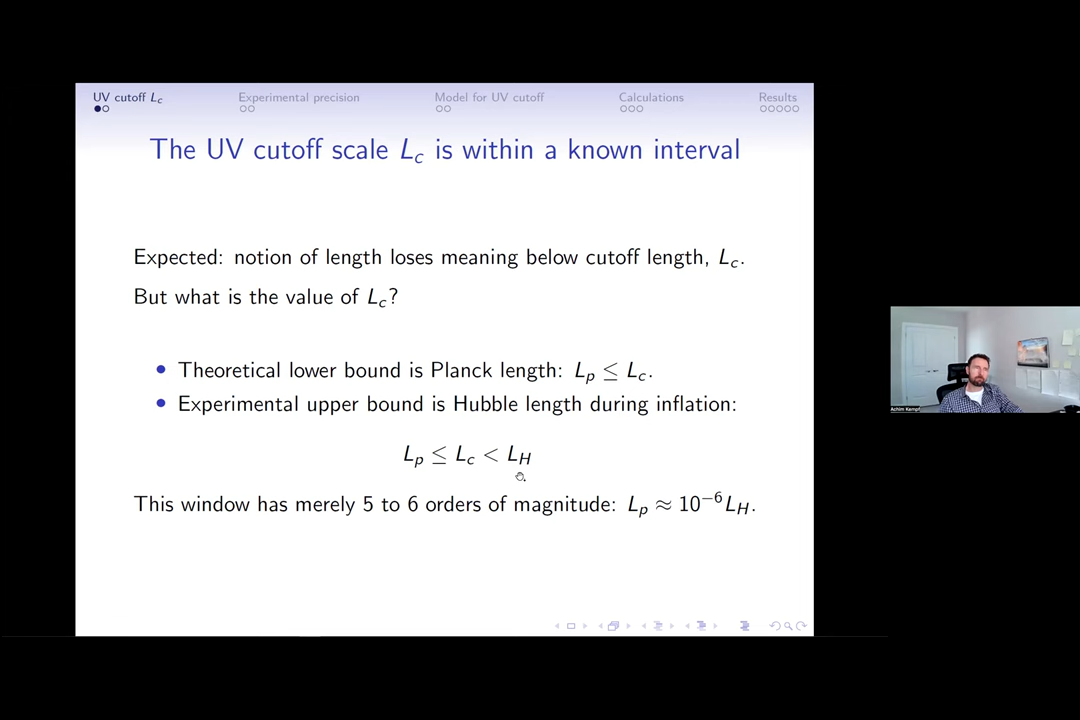 UV cutoff L_c
Experimental precision
Model for UV cutoff
Calculations
Results
The UV cutoff scale L_c is within a known interval
Expected: notion of length loses meaning below cutoff length, L_c.
But what is the value of L_c?
• Theoretical lower bound is Planck length: L_p ≤ L_c.
• Experimental upper bound is Hubble length during inflation:
L_p ≤ L_c < L_H
This window has merely 5 to 6 orders of magnitude: L_p ≈ 10^{-6} L_H.
Achim Kempf